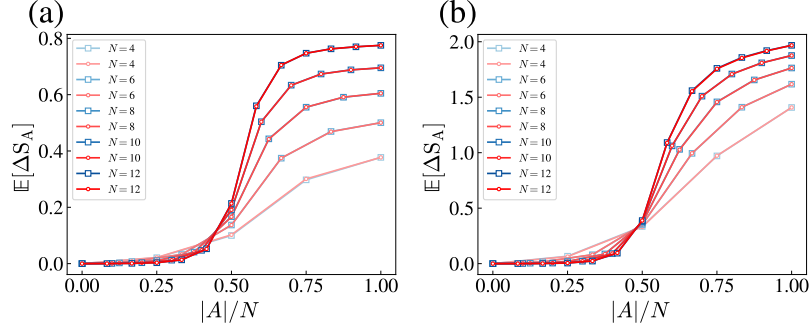 (a)
𝔼[ΔS_A]
0.8
0.6
0.4
0.2
0.0
N = 4
N = 4
N = 6
N = 6
N = 8
N = 8
N = 10
N = 10
N = 12
N = 12
0.00 0.25 0.50 0.75 1.00
|A|/N
(b)
𝔼[ΔS_A]
2.0
1.5
1.0
0.5
0.0
N = 4
N = 4
N = 6
N = 6
N = 8
N = 8
N = 10
N = 10
N = 12
N = 12
0.00 0.25 0.50 0.75 1.00
|A|/N